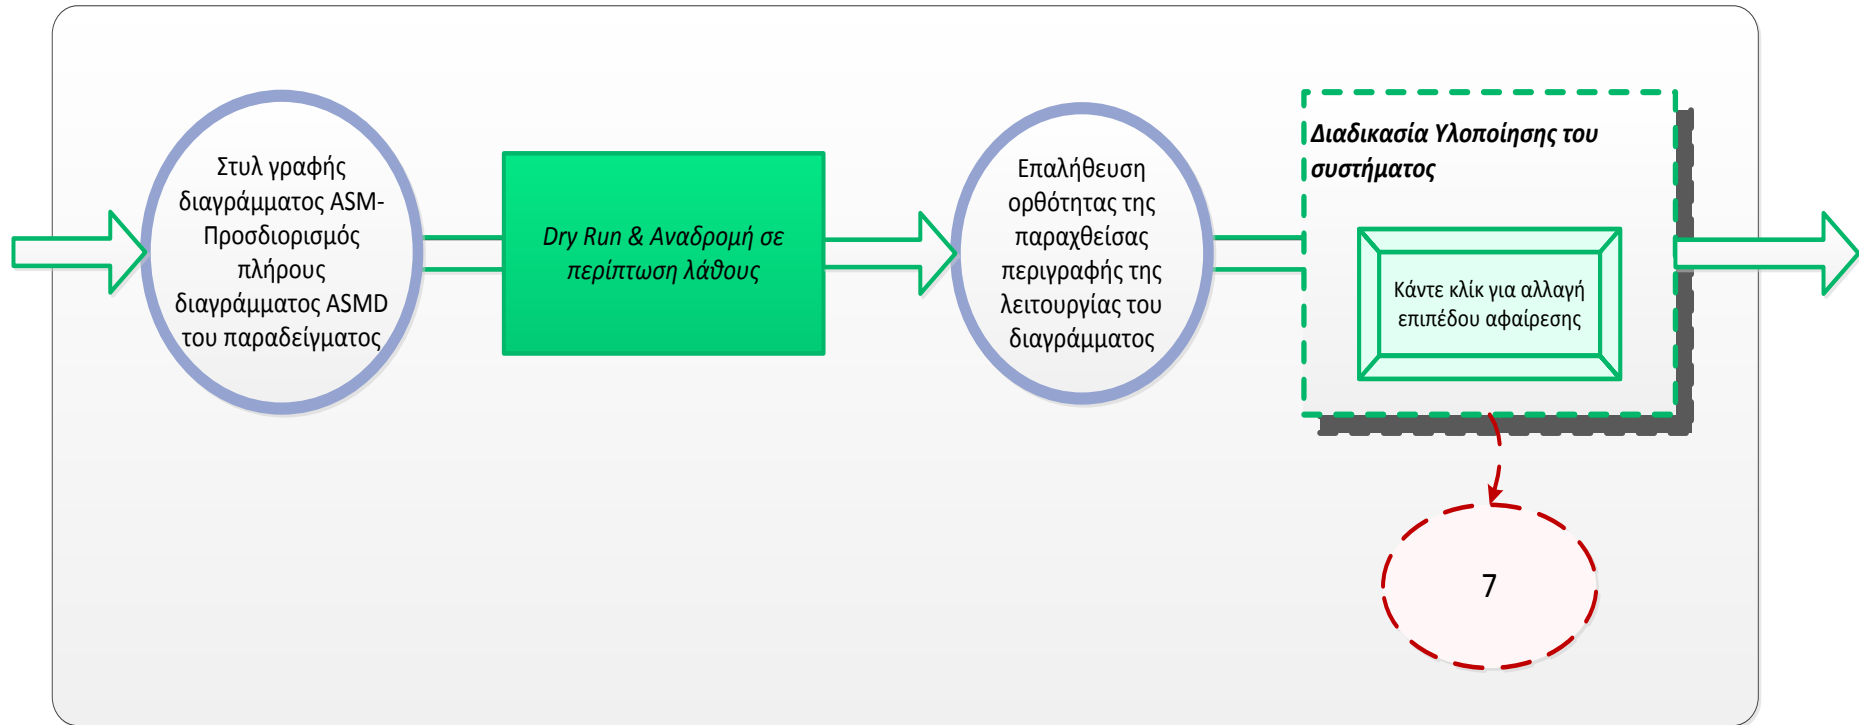 Στυλ γραφής
διαγράμματος ASM-
Προσδιορισμός
πλήρους
διαγράμματος ASMD
του παραδείγματος
Dry Run & Αναδρομή σε
περίπτωση λάθους
Επαλήθευση
ορθότητας της
παραχθείσας
περιγραφής της
λειτουργίας του
διαγράμματος
Διαδικασία Υλοποίησης του
συστήματος
Κάντε κλίκ για αλλαγή
επιπέδου αφαίρεσης
7